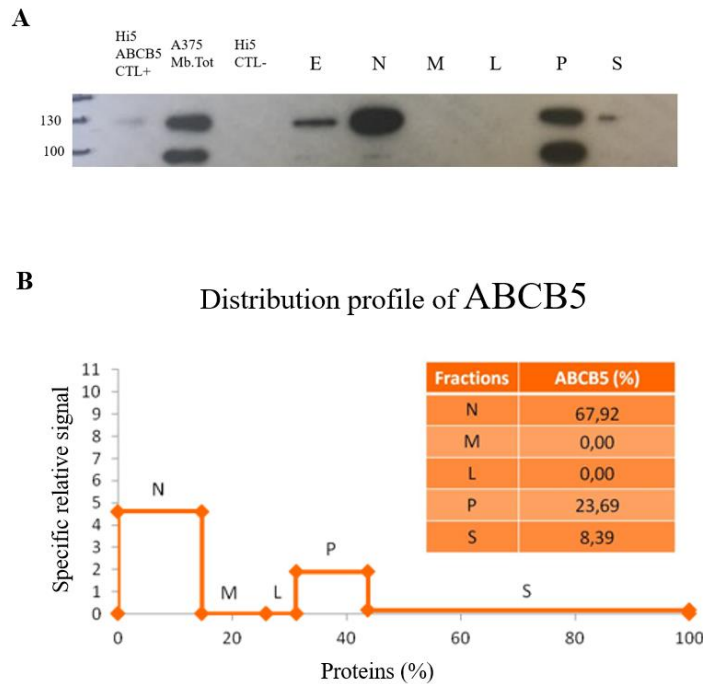 A
Hi5 ABCB5 CTL+
A375 Mb.Tot
Hi5 CTL-
E N M L P S
130
100
B
Distribution profile of ABCB5
Specific relative signal
11
10
9
8
7
6
5
4
3
2
1
0
N
M
L
P
S
0 20 40 60 80 100
Proteins (%)
Fractions ABCB5 (%)
N 67,92
M 0,00
L 0,00
P 23,69
S 8,39